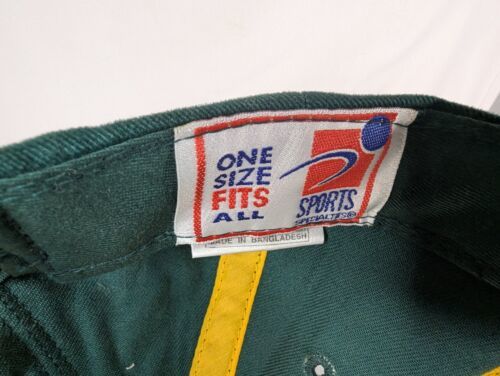 ONE
SIZE
FITS
ALL
SPORTS
SPECIALTIES®
MADE IN BANGLADESH